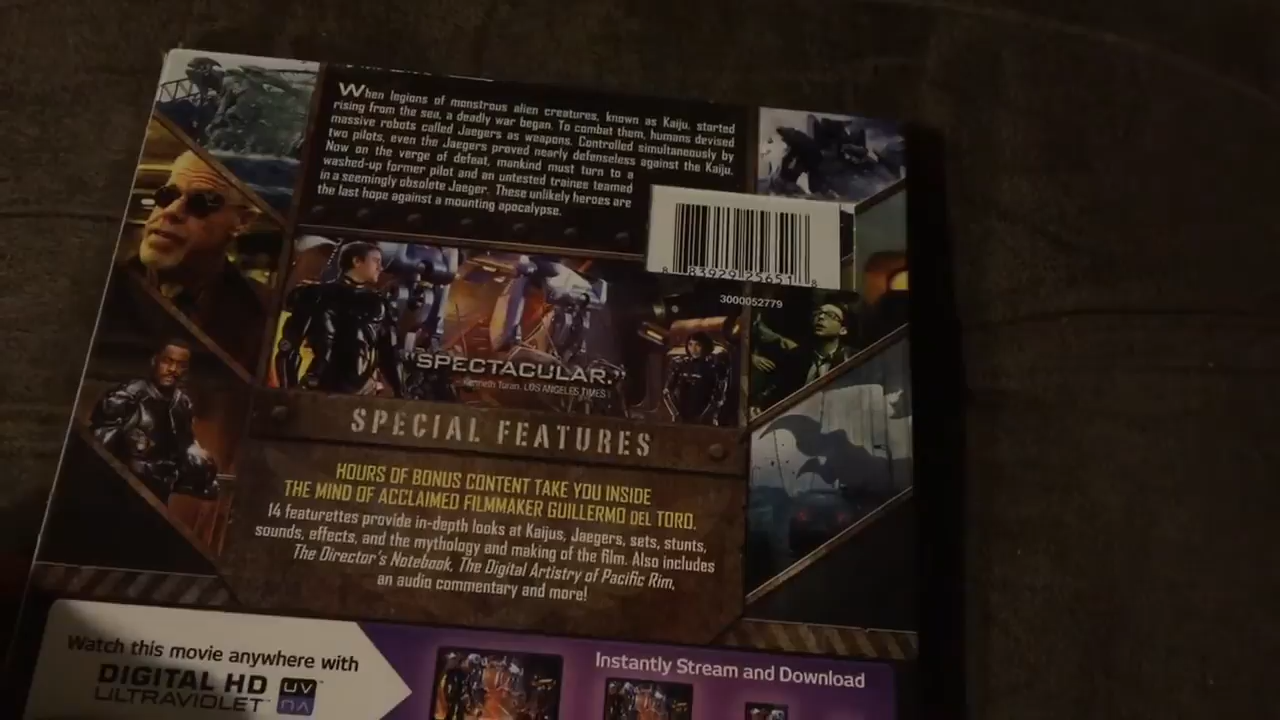 When legions of monstrous alien creatures, known as Kaiju, started
rising from the sea, a deadly war began. To combat them, humans devised
massive robots called Jaegers as weapons. Controlled simultaneously by
two pilots, even the Jaegers proved nearly defenseless against the Kaiju.
Now on the verge of defeat, mankind must turn to a
washed-up former pilot and an untested trainee teamed
in a seemingly obsolete Jaeger. These unlikely heroes are
the last hope against a mounting apocalypse.
8 83929 25651 8
3000052779
"SPECTACULAR."
- Kenneth Turan, LOS ANGELES TIMES
SPECIAL FEATURES
HOURS OF BONUS CONTENT TAKE YOU INSIDE
THE MIND OF ACCLAIMED FILMMAKER GUILLERMO DEL TORO.
14 featurettes provide in-depth looks at Kaijus, Jaegers, sets, stunts,
sounds, effects, and the mythology and making of the film. Also includes
The Director's Notebook, The Digital Artistry of Pacific Rim,
an audio commentary and more!
Watch this movie anywhere with
DIGITAL HD
ULTRAVIOLET™
UV
Instantly Stream and Download